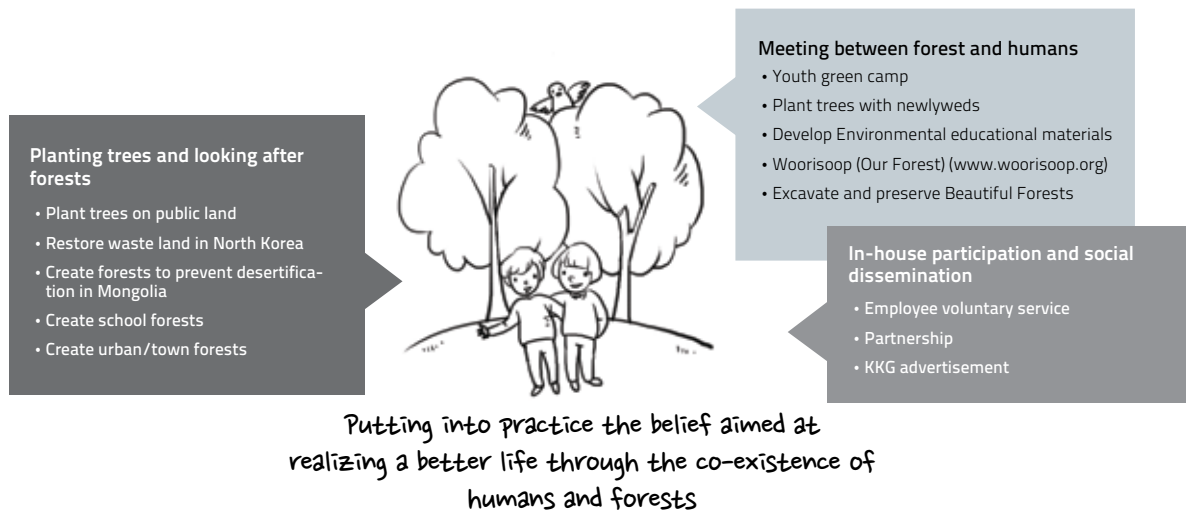 Planting trees and looking after
forests
• Plant trees on public land
• Restore waste land in North Korea
• Create forests to prevent desertifica-
tion in Mongolia
• Create school forests
• Create urban/town forests
Meeting between forest and humans
• Youth green camp
• Plant trees with newlyweds
• Develop Environmental educational materials
• Woorisoop (Our Forest) (www.woorisoop.org)
• Excavate and preserve Beautiful Forests
In-house participation and social
dissemination
• Employee voluntary service
• Partnership
• KKG advertisement
Putting into practice the belief aimed at
realizing a better life through the co-existence of
humans and forests